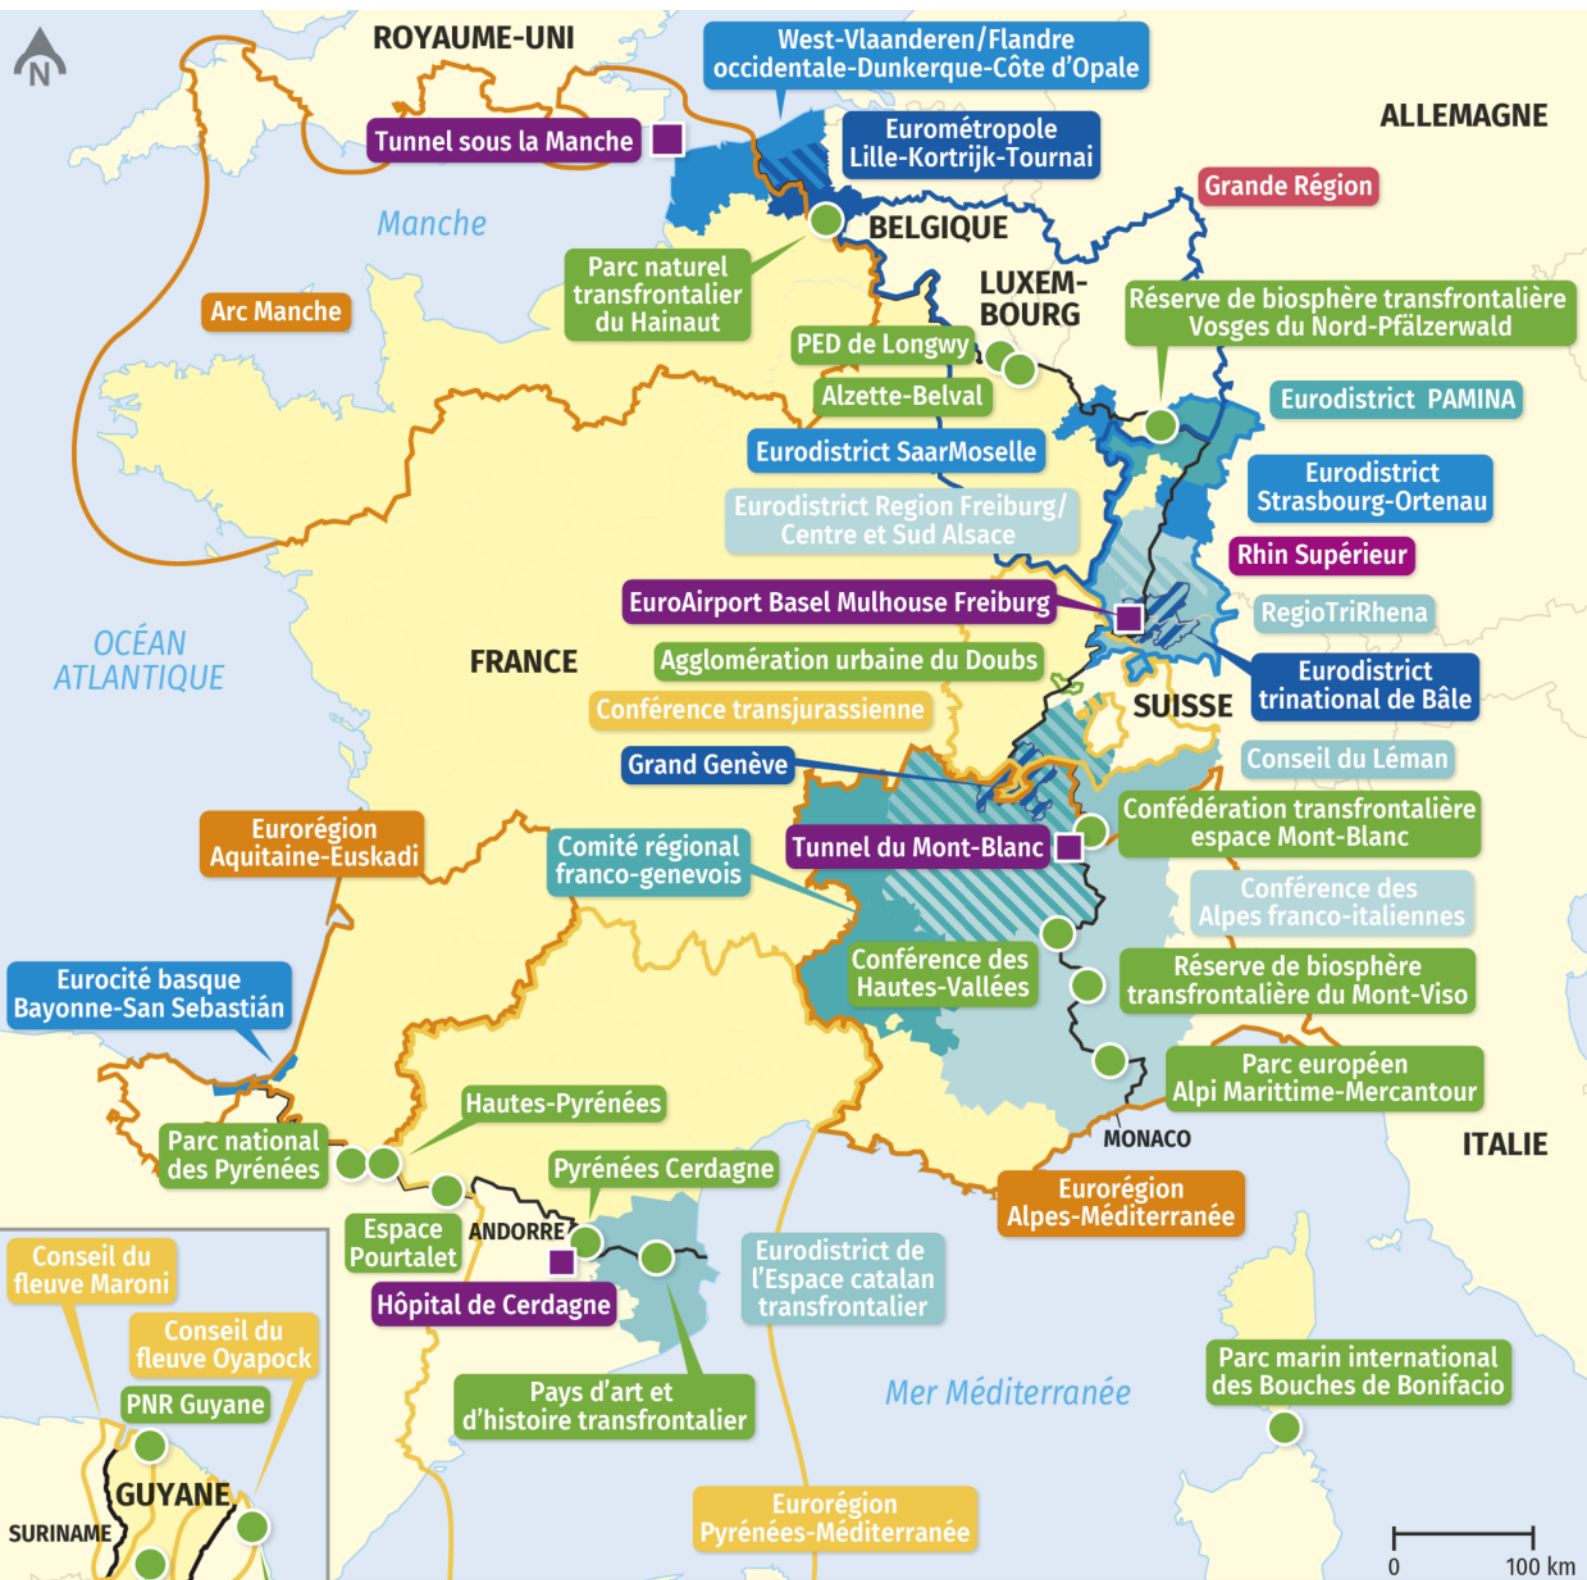 N
ROYAUME-UNI
West-Vlaanderen/Flandre
occidentale-Dunkerque-Côte d'Opale
ALLEMAGNE
Tunnel sous la Manche
Eurométropole
Lille-Kortrijk-Tournai
Grande Région
Manche
BELGIQUE
Parc naturel
transfrontalier
du Hainaut
LUXEM-
BOURG
Arc Manche
Réserve de biosphère transfrontalière
Vosges du Nord-Pfälzerwald
PED de Longwy
Alzette-Belval
Eurodistrict PAMINA
Eurodistrict SaarMoselle
Eurodistrict
Strasbourg-Ortenau
Eurodistrict Region Freiburg/
Centre et Sud Alsace
Rhin Supérieur
EuroAirport Basel Mulhouse Freiburg
RegioTriRhena
OCÉAN
ATLANTIQUE
FRANCE
Agglomération urbaine du Doubs
Eurodistrict
trinational de Bâle
Conférence transjurassienne
SUISSE
Grand Genève
Conseil du Léman
Eurorégion
Aquitaine-Euskadi
Comité régional
franco-genevois
Tunnel du Mont-Blanc
Confédération transfrontalière
espace Mont-Blanc
Conférence des
Alpes franco-italiennes
Eurocité basque
Bayonne-San Sebastián
Conférence des
Hautes-Vallées
Réserve de biosphère
transfrontalière du Mont-Viso
Parc européen
Alpi Marittime-Mercantour
Hautes-Pyrénées
Parc national
des Pyrénées
MONACO
ITALIE
Pyrénées Cerdagne
Eurorégion
Alpes-Méditerranée
Espace
Pourtalet
ANDORRE
Eurodistrict de
l'Espace catalan
transfrontalier
Hôpital de Cerdagne
Conseil du
fleuve Maroni
Conseil du
fleuve Oyapock
PNR Guyane
Pays d'art et
d'histoire transfrontalier
Mer Méditerranée
Parc marin international
des Bouches de Bonifacio
GUYANE
SURINAME
Eurorégion
Pyrénées-Méditerranée
0 100 km